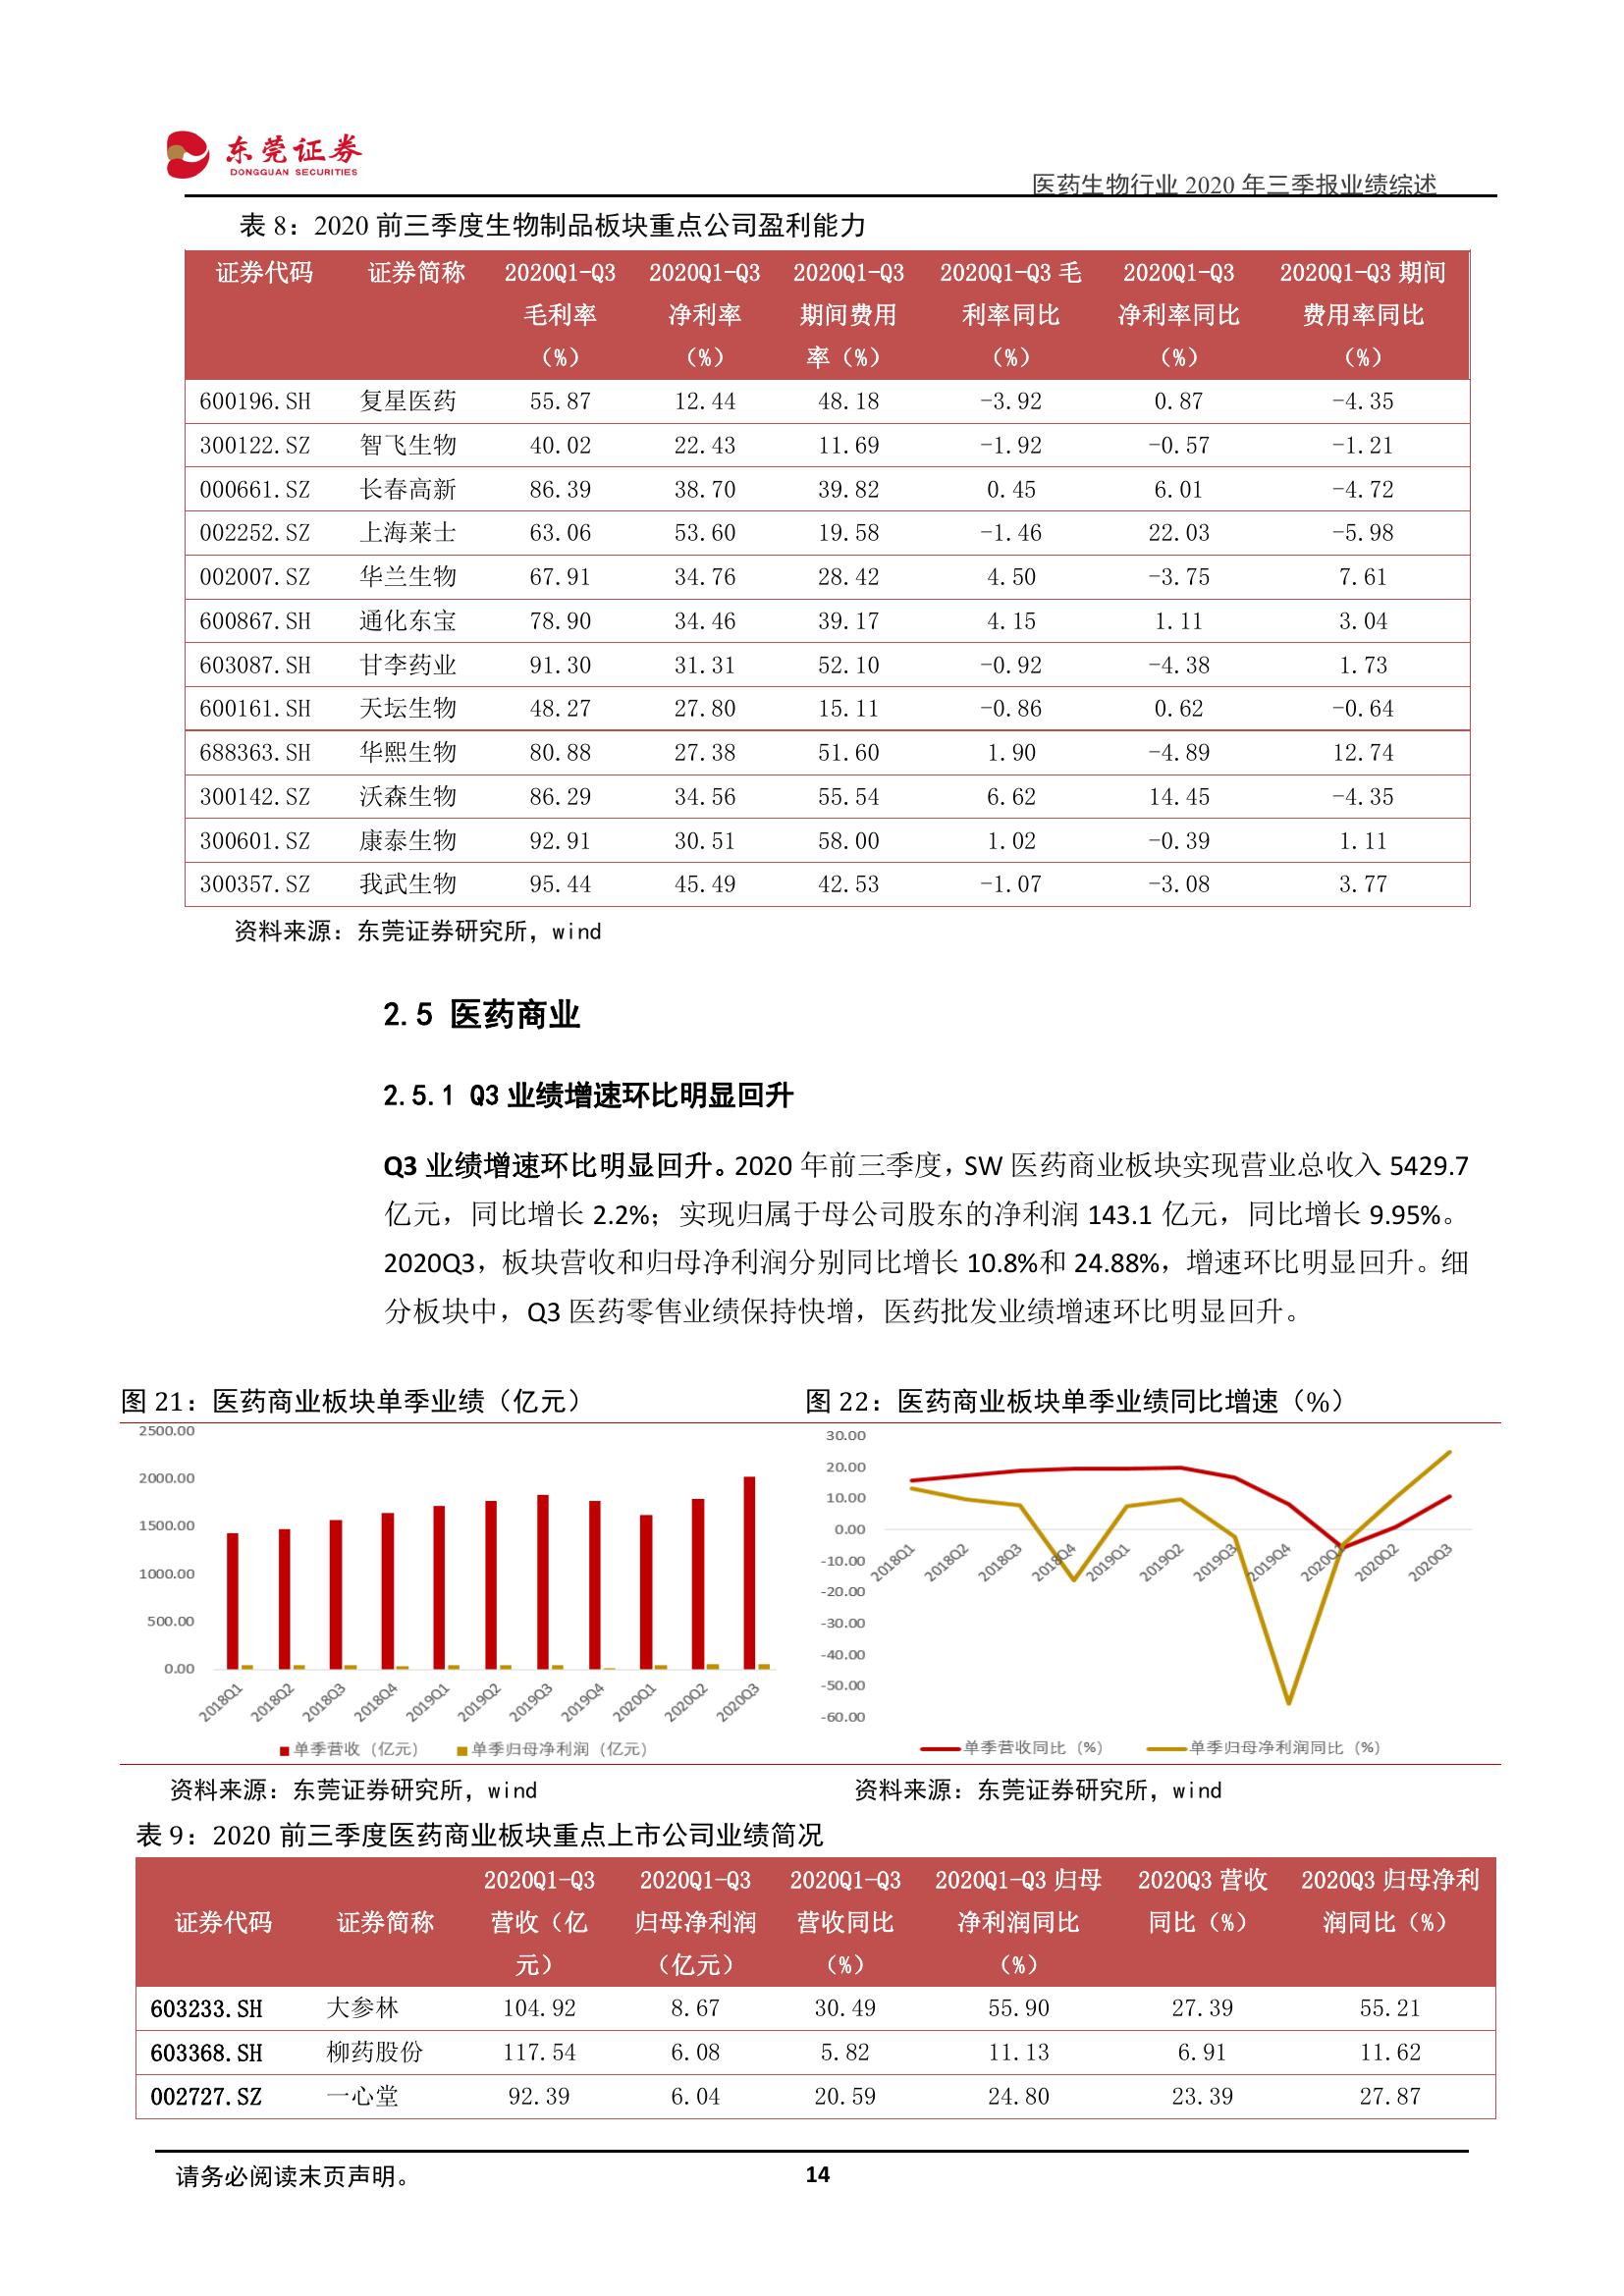 东莞证券
DONGGUAN SECURITIES
医药生物行业 2020 年三季报业绩综述
表 8：2020 前三季度生物制品板块重点公司盈利能力
证券代码 证券简称 2020Q1-Q3 毛利率（%） 2020Q1-Q3 净利率（%） 2020Q1-Q3 期间费用率（%） 2020Q1-Q3 毛利率同比（%） 2020Q1-Q3 净利率同比（%） 2020Q1-Q3 期间费用率同比（%）
600196.SH 复星医药 55.87 12.44 48.18 -3.92 0.87 -4.35
300122.SZ 智飞生物 40.02 22.43 11.69 -1.92 -0.57 -1.21
000661.SZ 长春高新 86.39 38.70 39.82 0.45 6.01 -4.72
002252.SZ 上海莱士 63.06 53.60 19.58 -1.46 22.03 -5.98
002007.SZ 华兰生物 67.91 34.76 28.42 4.50 -3.75 7.61
600867.SH 通化东宝 78.90 34.46 39.17 4.15 1.11 3.04
603087.SH 甘李药业 91.30 31.31 52.10 -0.92 -4.38 1.73
600161.SH 天坛生物 48.27 27.80 15.11 -0.86 0.62 -0.64
688363.SH 华熙生物 80.88 27.38 51.60 1.90 -4.89 12.74
300142.SZ 沃森生物 86.29 34.56 55.54 6.62 14.45 -4.35
300601.SZ 康泰生物 92.91 30.51 58.00 1.02 -0.39 1.11
300357.SZ 我武生物 95.44 45.49 42.53 -1.07 -3.08 3.77
资料来源：东莞证券研究所，wind
2.5 医药商业
2.5.1 Q3 业绩增速环比明显回升
Q3 业绩增速环比明显回升。2020 年前三季度，SW 医药商业板块实现营业总收入 5429.7
亿元，同比增长 2.2%；实现归属于母公司股东的净利润 143.1 亿元，同比增长 9.95%。
2020Q3，板块营收和归母净利润分别同比增长 10.8%和 24.88%，增速环比明显回升。细
分板块中，Q3 医药零售业绩保持快增，医药批发业绩增速环比明显回升。
图 21：医药商业板块单季业绩（亿元）
2500.00
2000.00
1500.00
1000.00
500.00
0.00
2018Q1 2018Q2 2018Q3 2018Q4 2019Q1 2019Q2 2019Q3 2019Q4 2020Q1 2020Q2 2020Q3
单季营收（亿元） 单季归母净利润（亿元）
资料来源：东莞证券研究所，wind
图 22：医药商业板块单季业绩同比增速（%）
30.00
20.00
10.00
0.00
-10.00
-20.00
-30.00
-40.00
-50.00
-60.00
2018Q1 2018Q2 2018Q3 2018Q4 2019Q1 2019Q2 2019Q3 2019Q4 2020Q1 2020Q2 2020Q3
单季营收同比（%） 单季归母净利润同比（%）
资料来源：东莞证券研究所，wind
表 9：2020 前三季度医药商业板块重点上市公司业绩简况
证券代码 证券简称 2020Q1-Q3 营收（亿元） 2020Q1-Q3 归母净利润（亿元） 2020Q1-Q3 营收同比（%） 2020Q1-Q3 归母净利润同比（%） 2020Q3 营收同比（%） 2020Q3 归母净利润同比（%）
603233.SH 大参林 104.92 8.67 30.49 55.90 27.39 55.21
603368.SH 柳药股份 117.54 6.08 5.82 11.13 6.91 11.62
002727.SZ 一心堂 92.39 6.04 20.59 24.80 23.39 27.87
请务必阅读末页声明。
14